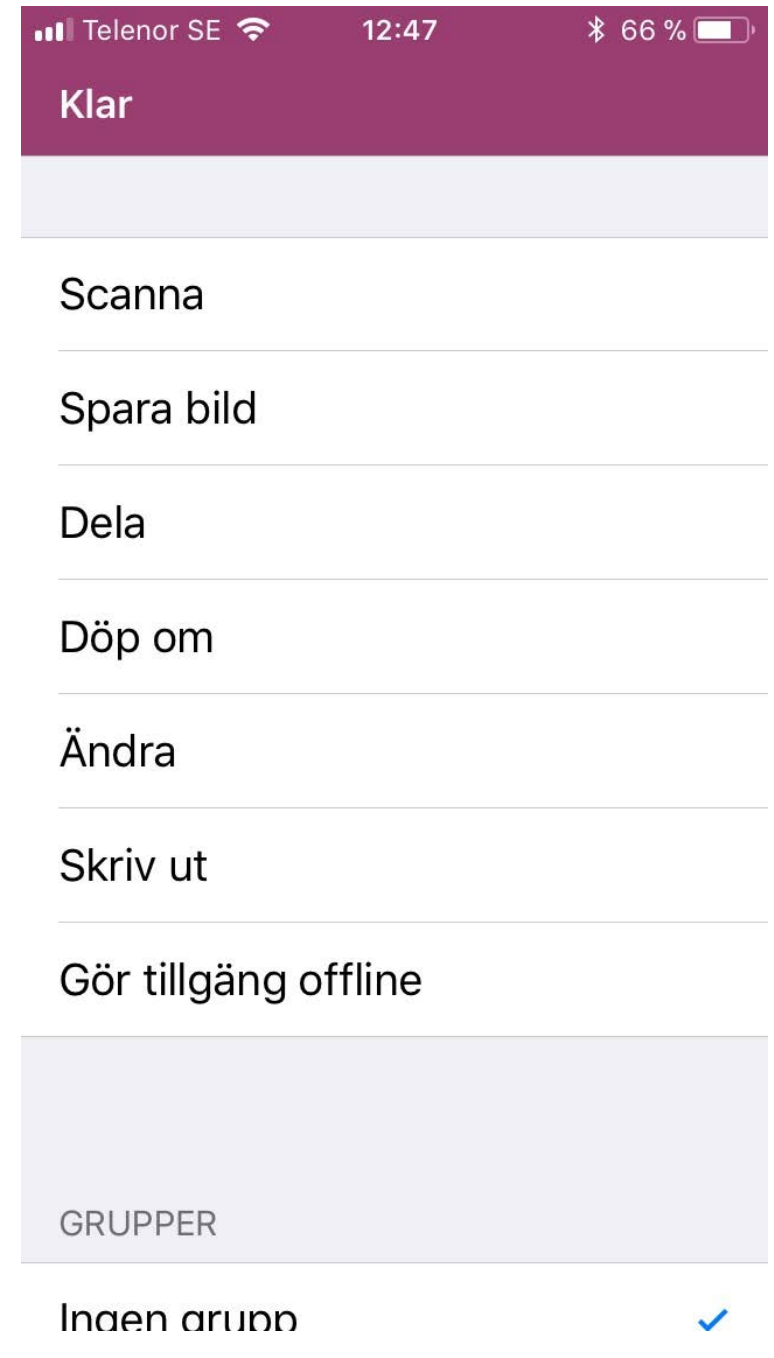 Telenor SE 12:47 66 %
Klar
Scanna
Spara bild
Dela
Döp om
Ändra
Skriv ut
Gör tillgäng offline
GRUPPER
Ingen grupp